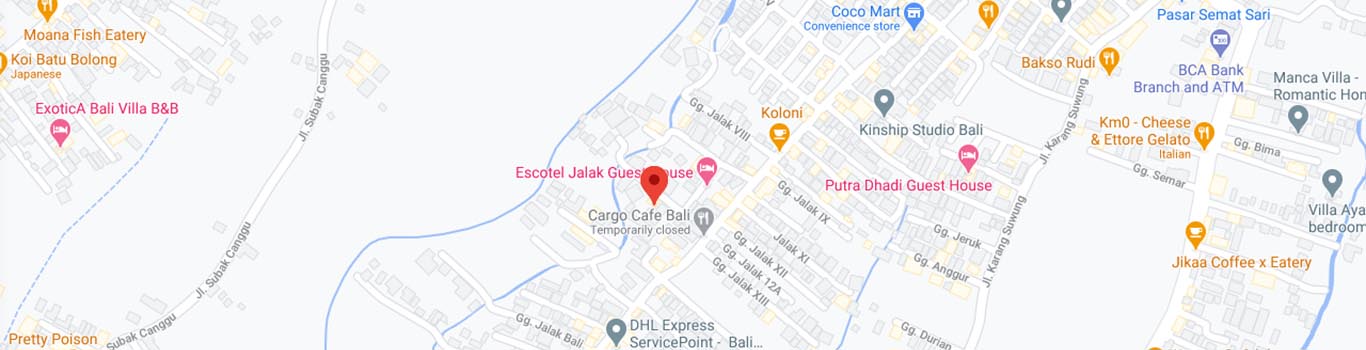 Moana Fish Eatery
Koi Batu Bolong
Japanese
ExoticA Bali Villa B&B
Jl. Subak Canggu
Jl. Subak Canggu
Subak Canggu
Pretty Poison
Coco Mart
Convenience store
Pasar Semat Sari
Bakso Rudi
BCA Bank
Branch and ATM
Manca Villa -
Romantic Hon
Gg. Jalak VIII
Koloni
Kinship Studio Bali
Jl. Karang Suwung
Km0 - Cheese
& Ettore Gelato
Italian
Gg. Bima
Gg. Semar
Escotel Jalak Guest House
Putra Dhadi Guest House
Gg. Jalak IX
Villa Aya
bedroom
Cargo Cafe Bali
Temporarily closed
Jl. Karang Suwung
Gg. Jeruk
Gg. Anggur
Jikaa Coffee x Eatery
Jalak XI
Gg. Jalak XII
Gg. Jalak 12A
Gg. Jalak XIII
Gg. Durian
Gg. Jalak Bali
DHL Express
ServicePoint - Bali...